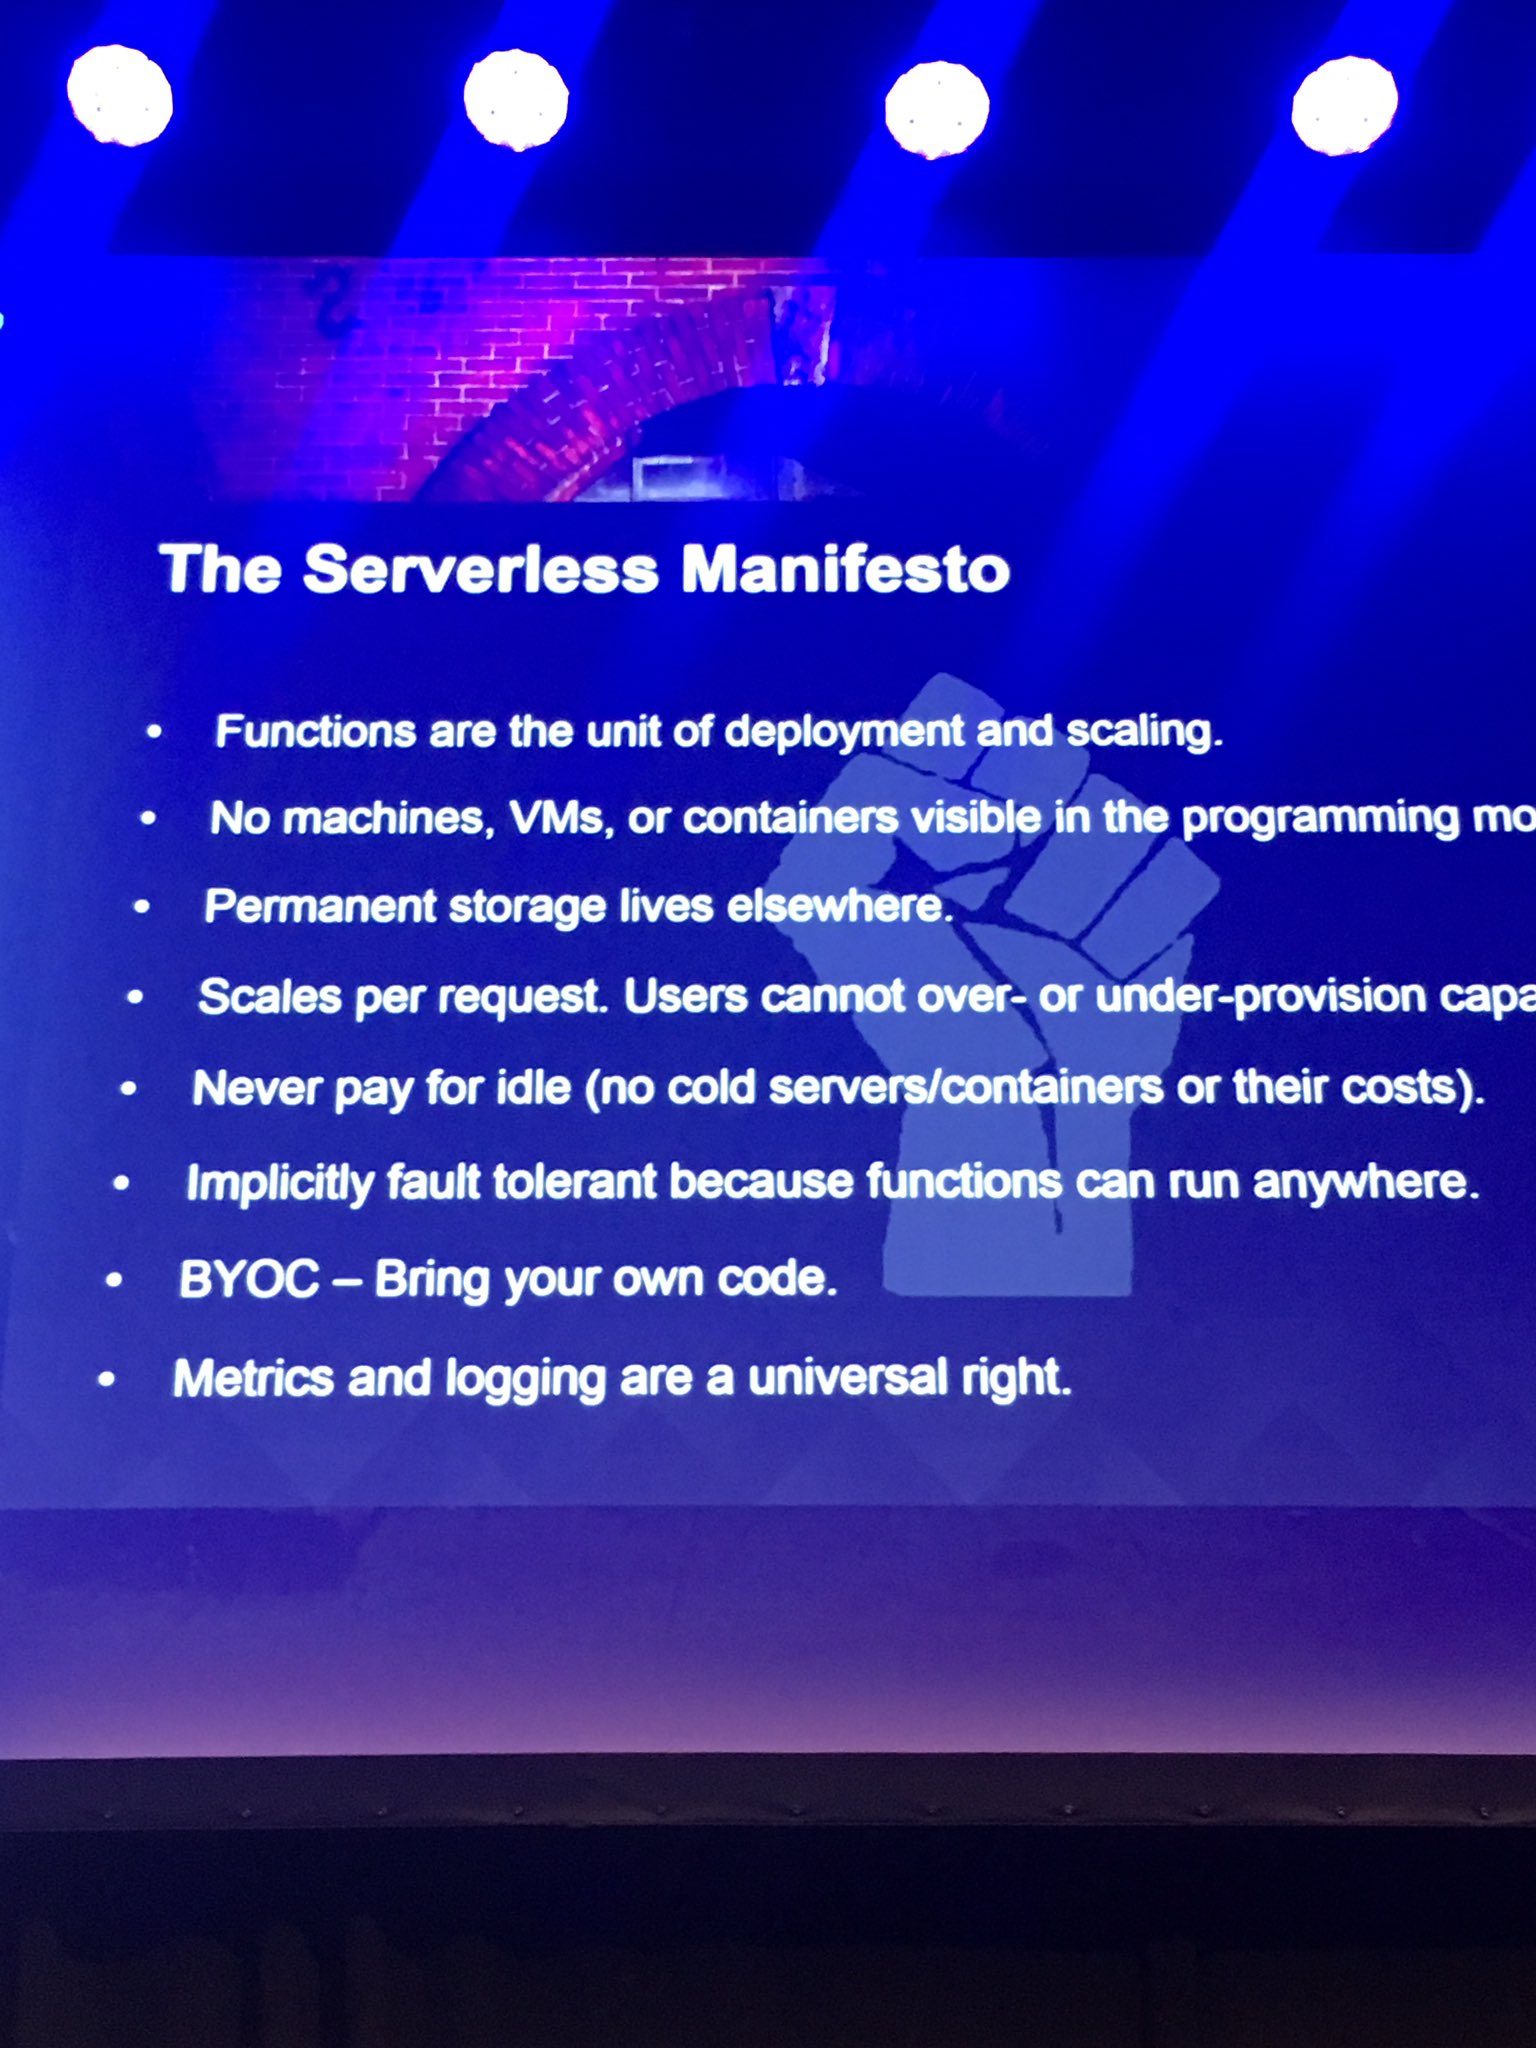 The Serverless Manifesto
• Functions are the unit of deployment and scaling.
• No machines, VMs, or containers visible in the programming mo
• Permanent storage lives elsewhere.
• Scales per request. Users cannot over- or under-provision capa
• Never pay for idle (no cold servers/containers or their costs).
• Implicitly fault tolerant because functions can run anywhere.
• BYOC – Bring your own code.
• Metrics and logging are a universal right.